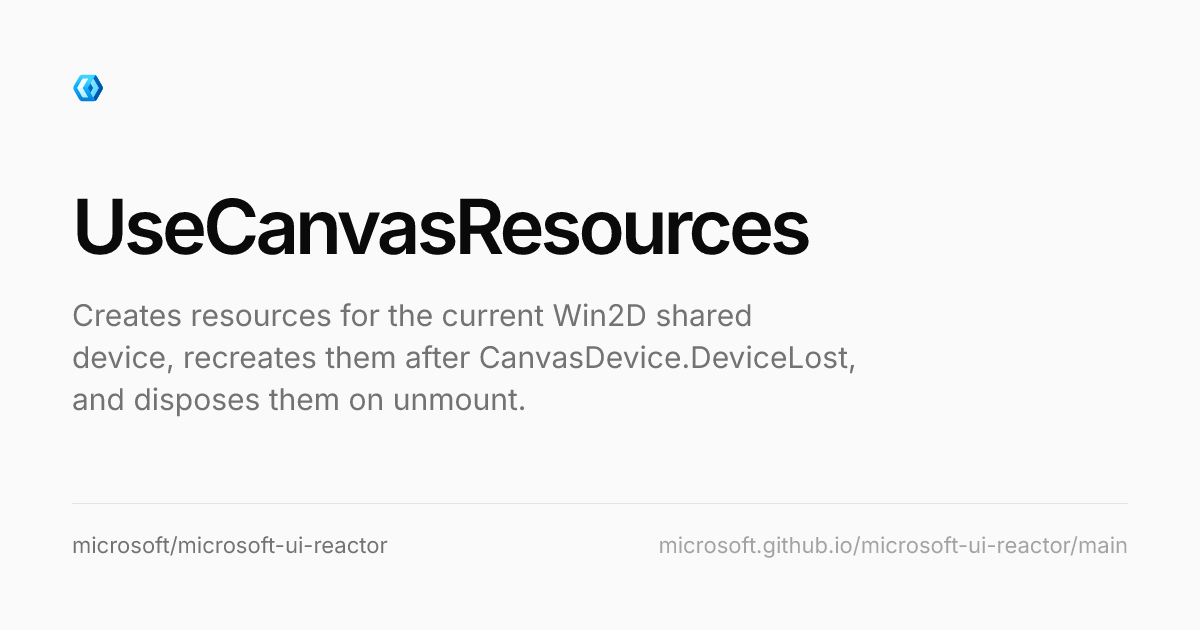 UseCanvasResources
Creates resources for the current Win2D shared
device, recreates them after CanvasDevice.DeviceLost,
and disposes them on unmount.
microsoft/microsoft-ui-reactor
microsoft.github.io/microsoft-ui-reactor/main